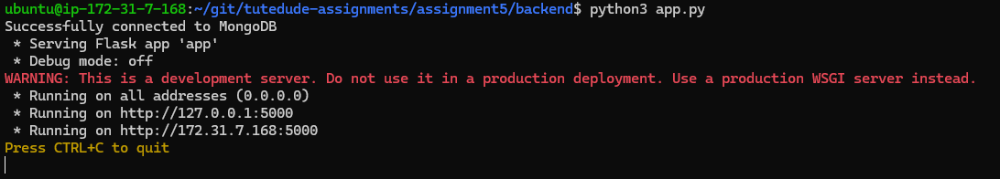 ubuntu@ip-172-31-7-168:~/git/tutedude-assignments/assignment5/backend$ python3 app.py
Successfully connected to MongoDB
 * Serving Flask app 'app'
 * Debug mode: off
WARNING: This is a development server. Do not use it in a production deployment. Use a production WSGI server instead.
 * Running on all addresses (0.0.0.0)
 * Running on http://127.0.0.1:5000
 * Running on http://172.31.7.168:5000
Press CTRL+C to quit